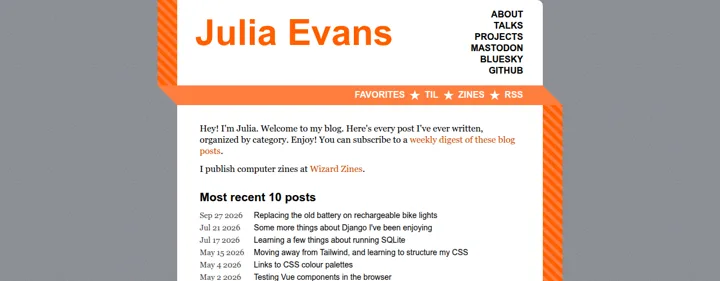 Julia Evans
ABOUT
TALKS
PROJECTS
MASTODON
BLUESKY
GITHUB
FAVORITES ★ TIL ★ ZINES ★ RSS
Hey! I'm Julia. Welcome to my blog. Here's every post I've ever written,
organized by category. Enjoy! You can subscribe to a weekly digest of these blog
posts.
I publish computer zines at Wizard Zines.
Most recent 10 posts
Sep 27 2026 Replacing the old battery on rechargeable bike lights
Jul 21 2026 Some more things about Django I've been enjoying
Jul 17 2026 Learning a few things about running SQLite
May 15 2026 Moving away from Tailwind, and learning to structure my CSS
May 4 2026 Links to CSS colour palettes
May 2 2026 Testing Vue components in the browser